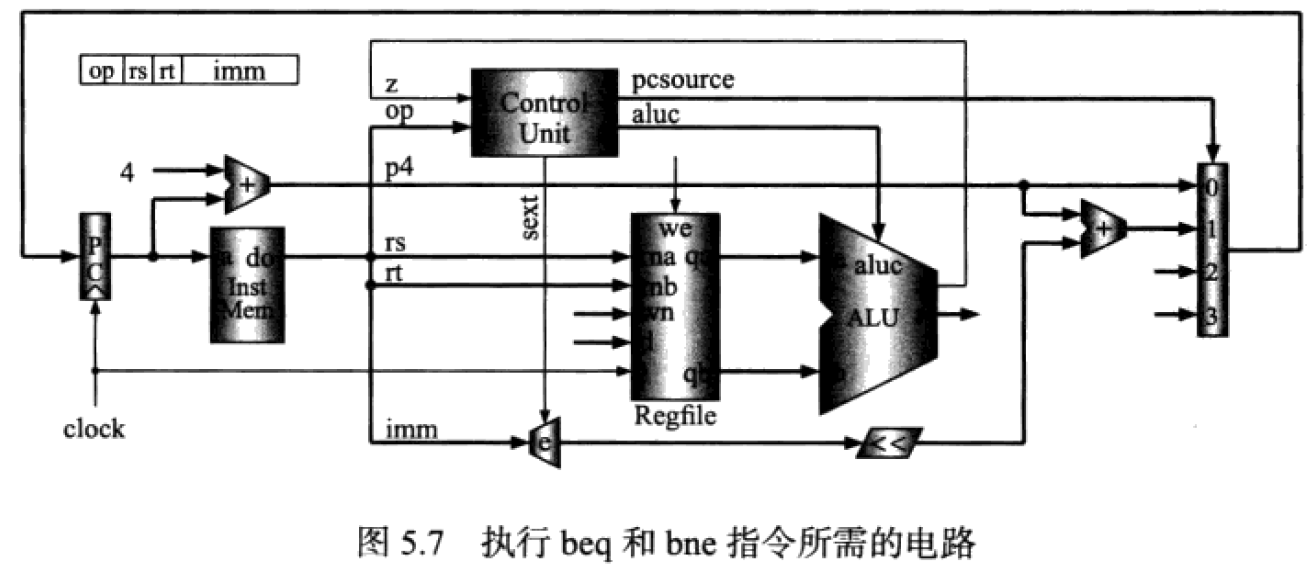 op rs rt imm
z
op
Control
Unit
pcsource
aluc
4
+
p4
sext
PC
a do
Inst
Mem
rs
rt
we
na q
nb
wn
d
q
Regfile
aluc
ALU
+
0
1
2
3
clock
imm
e
<<
图 5.7 执行 beq 和 bne 指令所需的电路